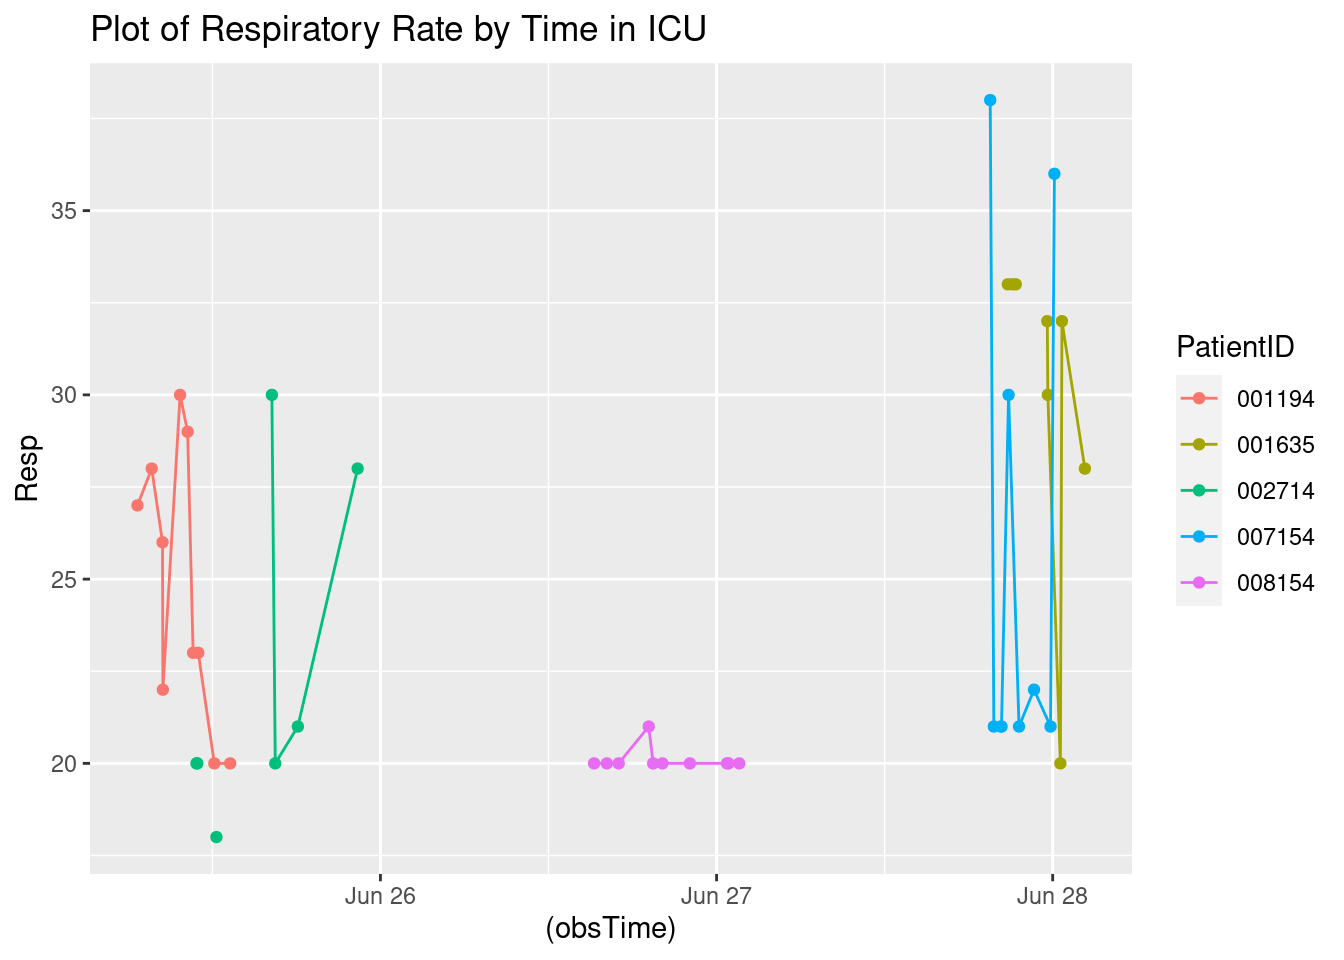 Plot of Respiratory Rate by Time in ICU
Resp
35
30
25
20
Jun 26
Jun 27
Jun 28
(obsTime)
PatientID
001194
001635
002714
007154
008154